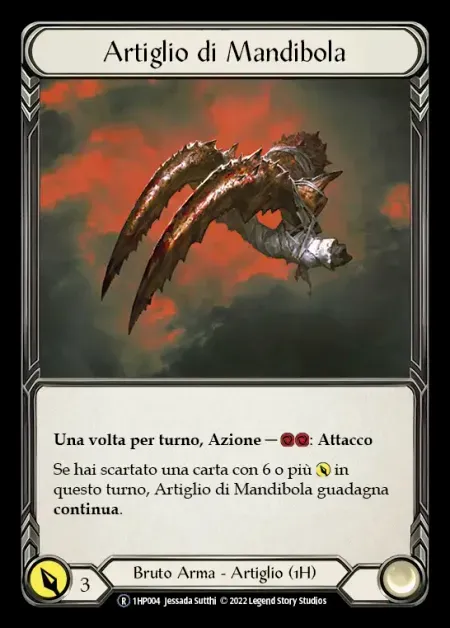 Artiglio di Mandibola
Una volta per turno, Azione — : Attacco
Se hai scartato una carta con 6 o più in
questo turno, Artiglio di Mandibola guadagna
continua.
3
Bruto Arma - Artiglio (1H)
R 1HP004 Jessada Sutthi © 2022 Legend Story Studios